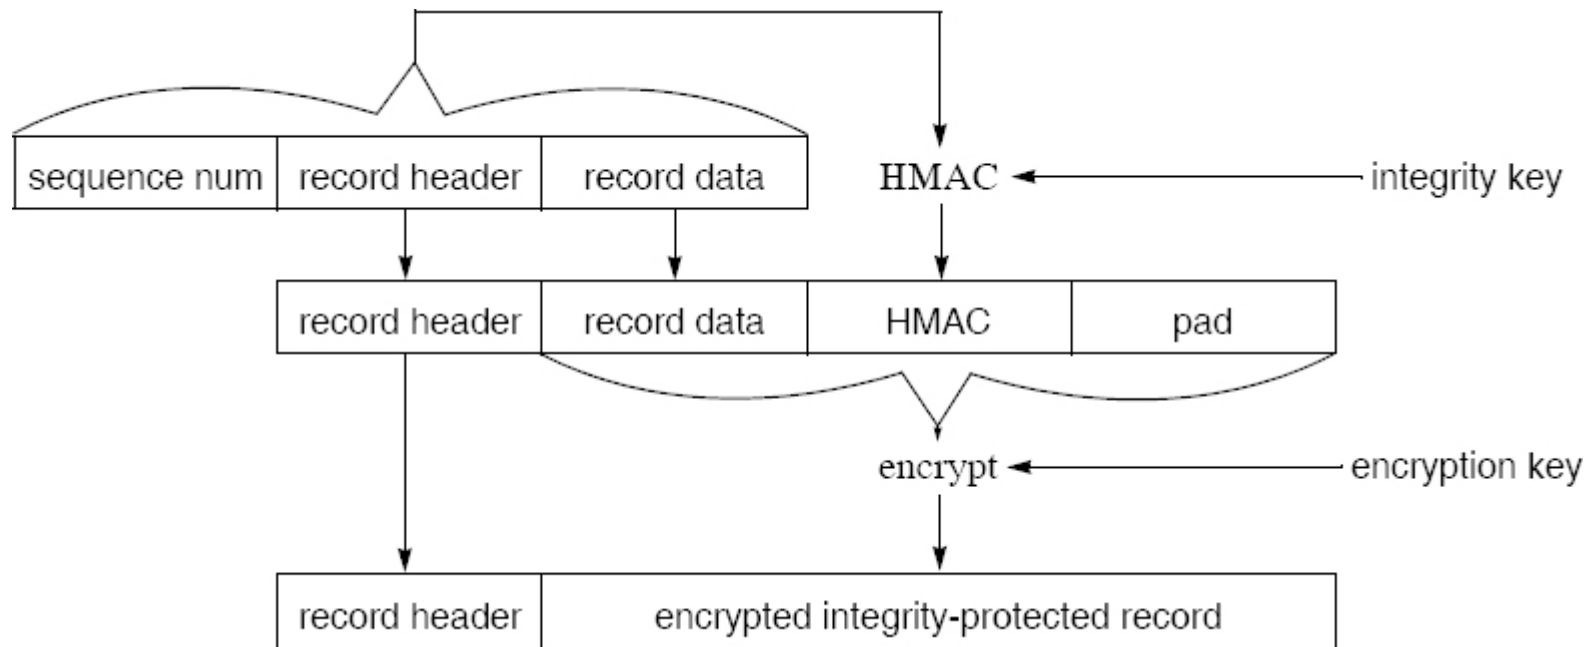 sequence num record header record data HMAC integrity key
record header record data HMAC pad
encrypt encryption key
record header encrypted integrity-protected record